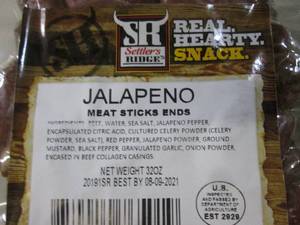 SR
Settler's
RIDGE
REAL.
HEARTY.
SNACK.
JALAPENO
MEAT STICKS ENDS
INGREDIENTS: BEEF, WATER, SEA SALT, JALAPENO PEPPER,
ENCAPSULATED CITRIC ACID, CULTURED CELERY POWDER (CELERY
POWDER, SEA SALT), RED PEPPER, JALAPENO POWDER, GROUND
MUSTARD, BLACK PEPPER, GRANULATED GARLIC, ONION POWDER,
ENCASED IN BEEF COLLAGEN CASINGS.
NET WEIGHT 32OZ
20191SR BEST BY 08-09-2021
U.S.
INSPECTED
AND PASSED BY
DEPARTMENT OF
AGRICULTURE
EST 2929